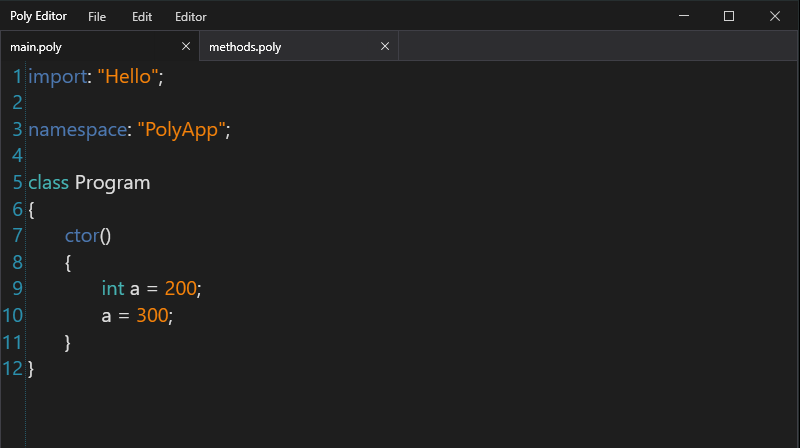 Poly Editor File Edit Editor
main.poly methods.poly
1 import: "Hello";
2
3 namespace: "PolyApp";
4
5 class Program
6 {
7 ctor()
8 {
9 int a = 200;
10 a = 300;
11 }
12 }